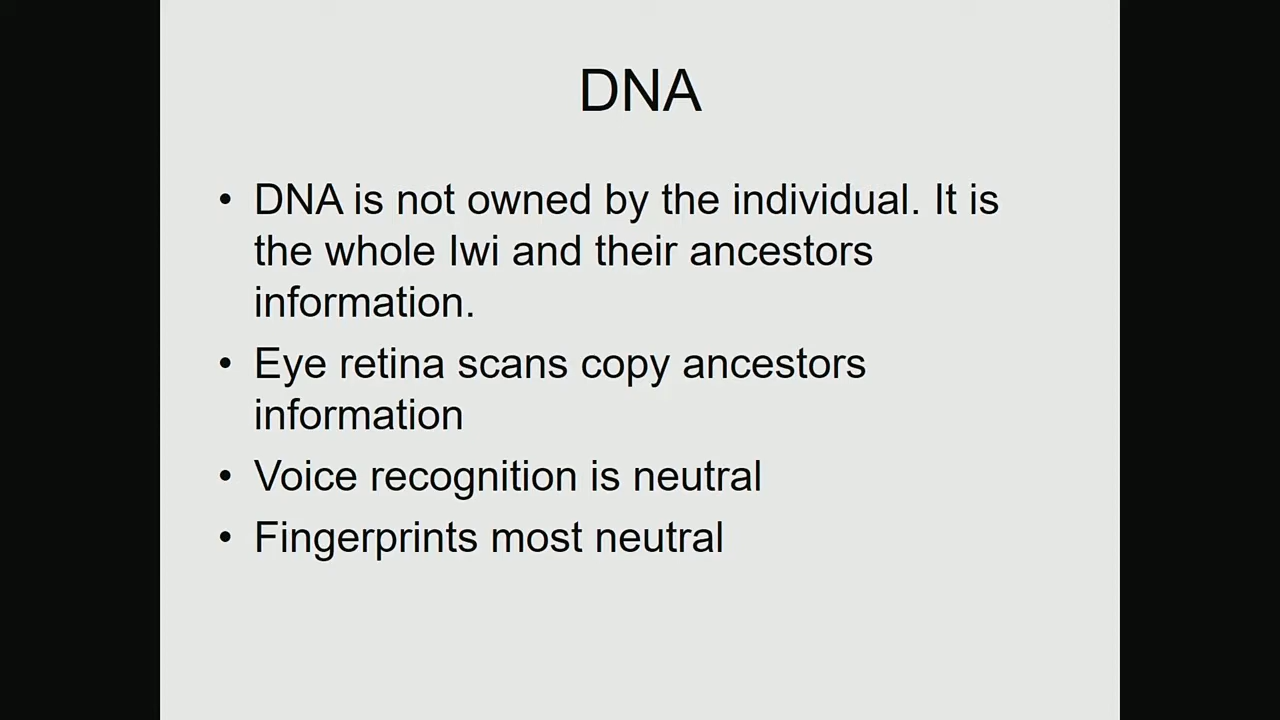 DNA
• DNA is not owned by the individual. It is
the whole Iwi and their ancestors
information.
• Eye retina scans copy ancestors
information
• Voice recognition is neutral
• Fingerprints most neutral